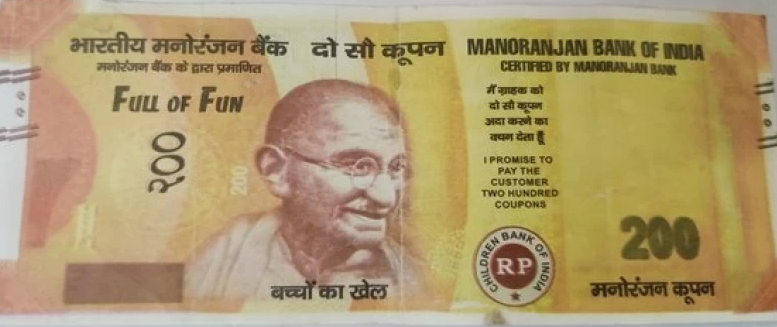 भारतीय मनोरंजन बैंक दो सौ कूपन MANORANJAN BANK OF INDIA
मनोरंजन बैंक के द्वारा प्रमाणित CERTIFIED BY MANORANJAN BANK
FULL OF FUN
२००
200
मैं ग्राहक को
दो सौ कूपन
अदा करने का
वचन देता हूँ
I PROMISE TO
PAY THE
CUSTOMER
TWO HUNDRED
COUPONS
CHILDREN BANK OF INDIA
RP
200
बच्चों का खेल
मनोरंजन कूपन